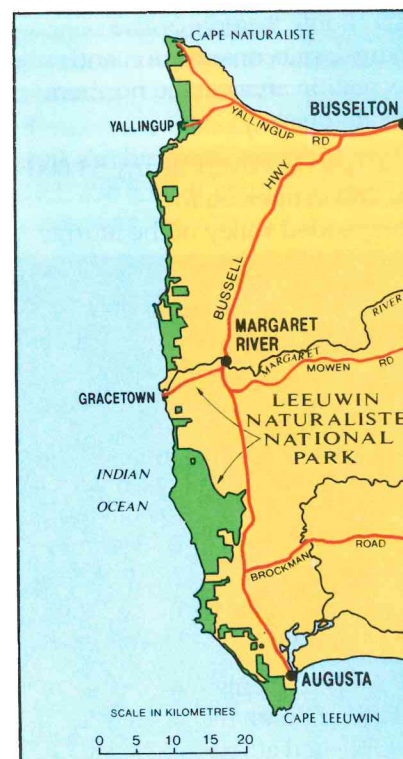 CAPE NATURALISTE
BUSSELTON
YALLINGUP
YALLINGUP RD
BUSSELL HWY
MARGARET
RIVER
MARGARET RIVER
MOWEN RD
GRACETOWN
LEEUWIN
NATURALISTE
NATIONAL
PARK
INDIAN
OCEAN
BROCKMAN ROAD
AUGUSTA
SCALE IN KILOMETRES
CAPE LEEUWIN
0 5 10 15 20